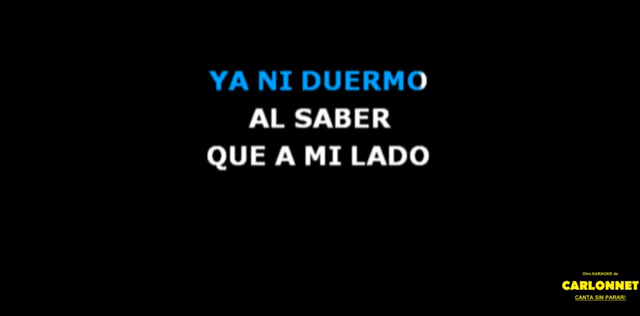 YA NI DUERMO
AL SABER
QUE A MI LADO
Otro KARAOKE de
CARLONNET
CANTA SIN PARAR!